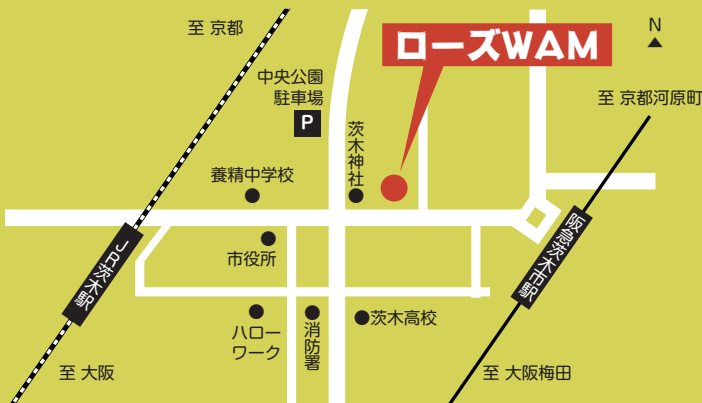 至 京都
ローズWAM
N
中央公園
駐車場
P
至 京都河原町
茨木神社
養精中学校
市役所
JR茨木駅
阪急茨木市駅
ハロー
ワーク
消防署
茨木高校
至 大阪
至 大阪梅田